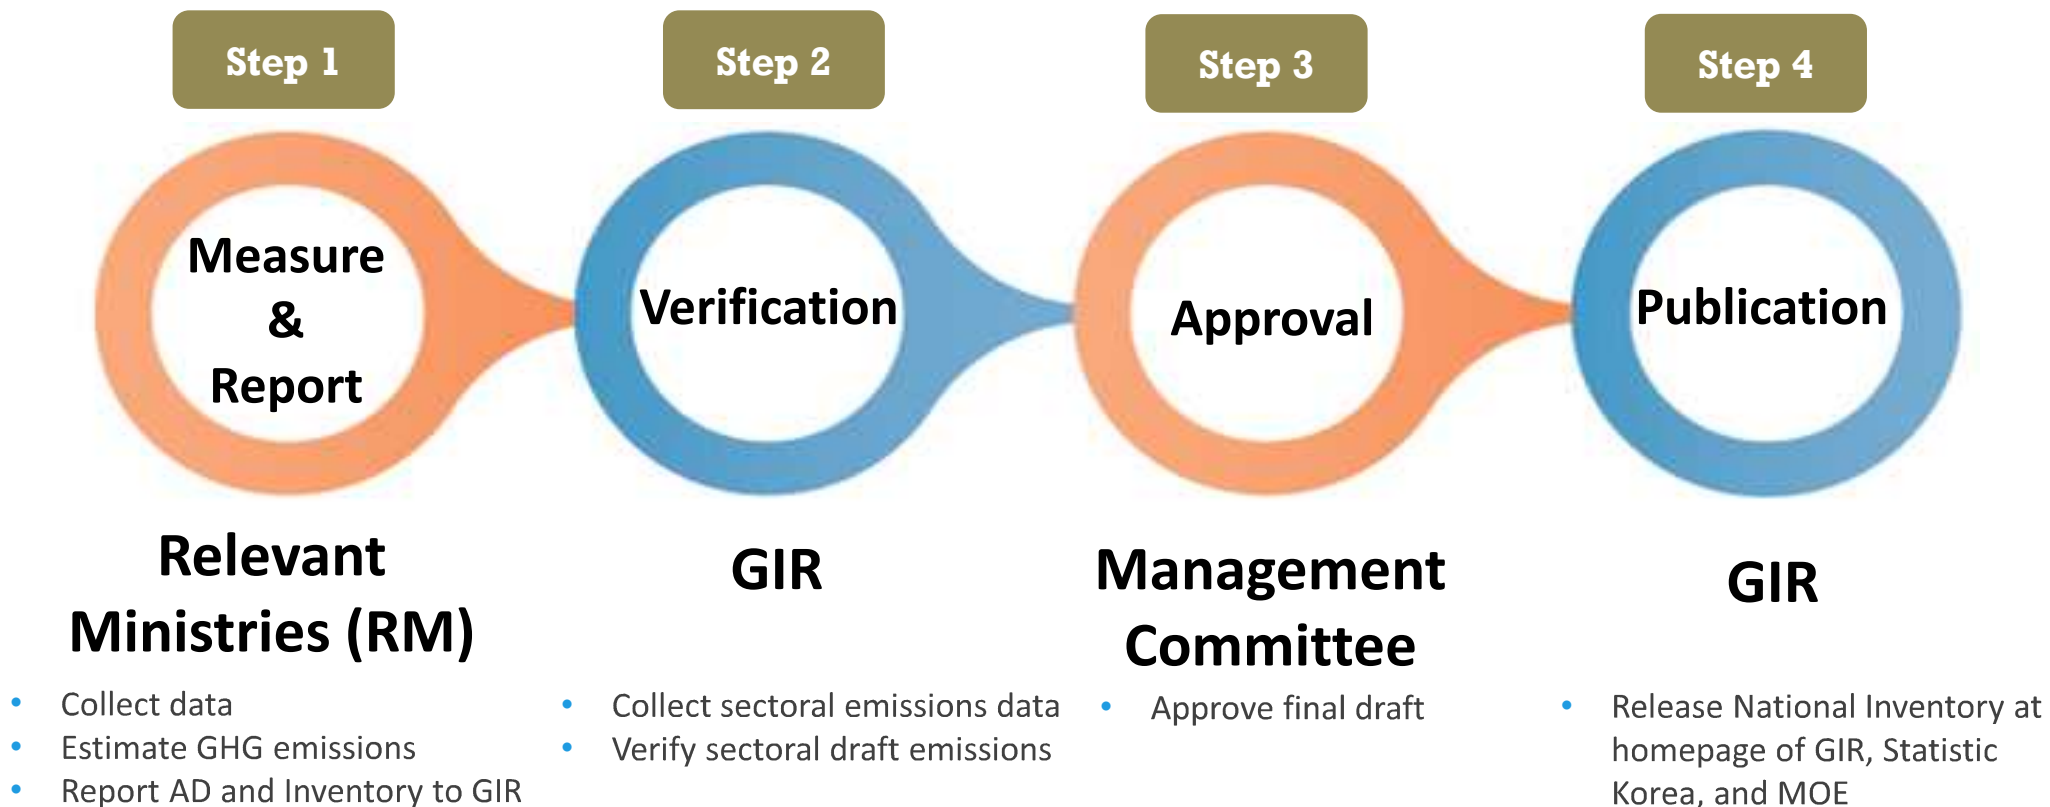 Step 1
Step 2
Step 3
Step 4
Measure
&
Report
Verification
Approval
Publication
Relevant
Ministries (RM)
• Collect data
• Estimate GHG emissions
• Report AD and Inventory to GIR
GIR
• Collect sectoral emissions data
• Verify sectoral draft emissions
Management
Committee
• Approve final draft
GIR
• Release National Inventory at
homepage of GIR, Statistic
Korea, and MOE